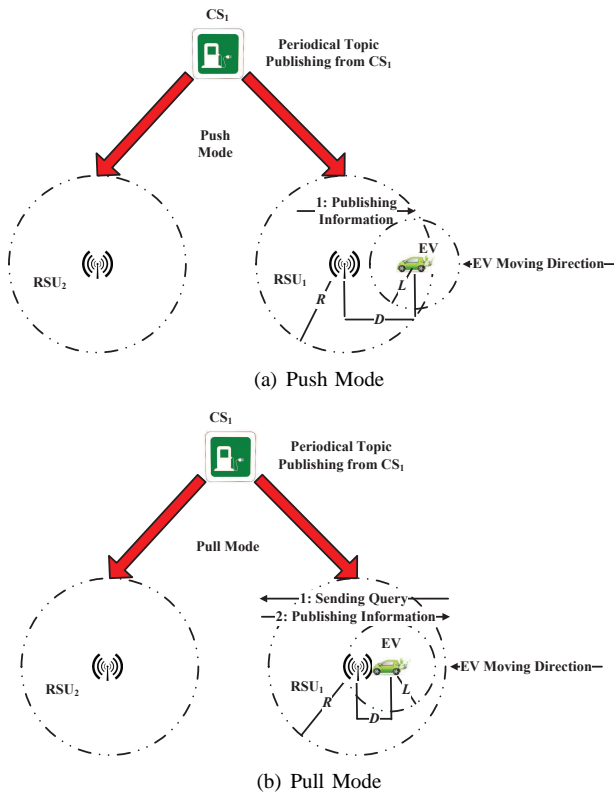 CS₁
Periodical Topic
Publishing from CS₁
Push
Mode
1: Publishing
Information
EV
EV Moving Direction
RSU₂
RSU₁
R
L
D
(a) Push Mode
CS₁
Periodical Topic
Publishing from CS₁
Pull Mode
1: Sending Query
2: Publishing Information
EV
EV Moving Direction
RSU₂
RSU₁
R
L
D
(b) Pull Mode